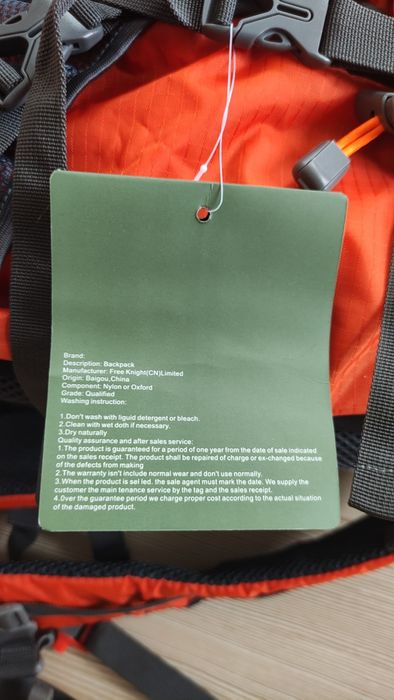 Brand:
Description: Backpack
Manufacturer: Free Knight(CN)Limited
Origin: Baigou,China
Component: Nylon or Oxford
Grade: Qualified
Washing instruction:
1.Don't wash with liguid detergent or bleach.
2.Clean with wet doth if necessary.
3.Dry naturally
Quality assurance and after sales service:
1.The product is guaranteed for a period of one year from the date of sale indicated
on the sales receipt. The product shall be repaired of charge or ex-changed because
of the defects from making
2.The warranty isn't include normal wear and don't use normally.
3.When the product is sel led. the sale agent must mark the date. We supply the
customer the main tenance service by the tag and the sales receipt.
4.Over the guarantee period we charge proper cost according to the actual situation
of the damaged product.